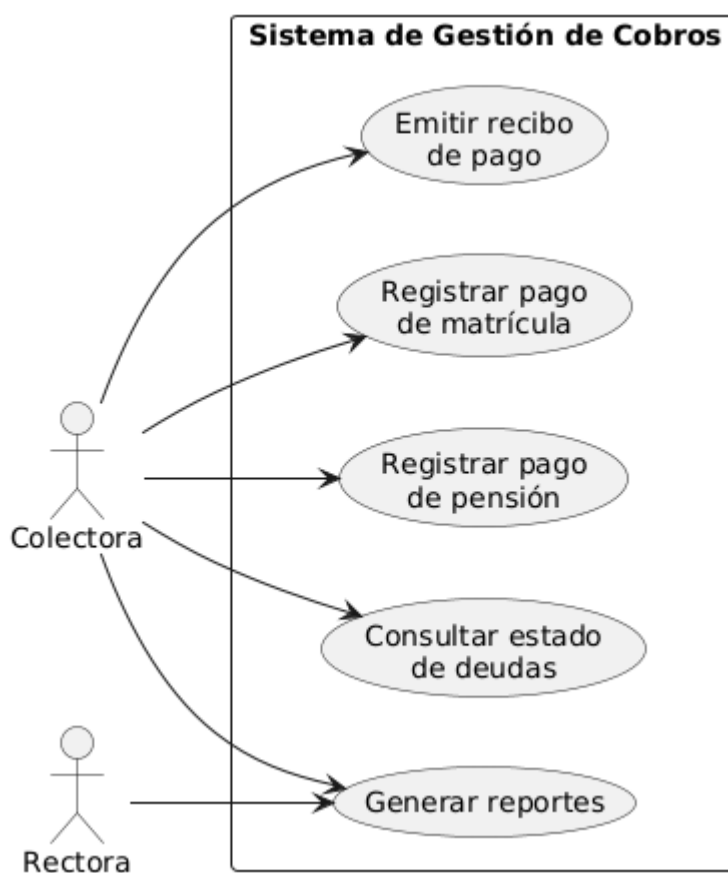 Sistema de Gestión de Cobros
Emitir recibo
de pago
Registrar pago
de matrícula
Registrar pago
de pensión
Colectora
Consultar estado
de deudas
Generar reportes
Rectora